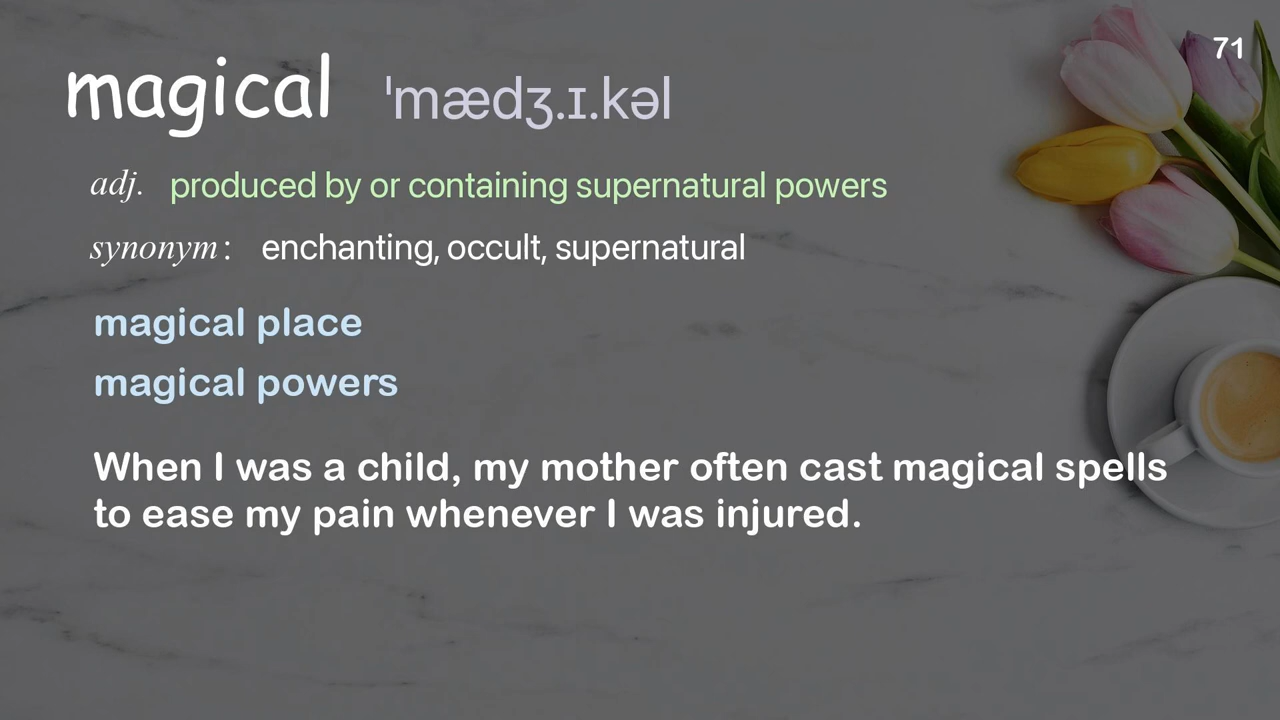 71
magical ˈmædʒ.ɪ.kəl
adj. produced by or containing supernatural powers
synonym : enchanting, occult, supernatural
magical place
magical powers
When I was a child, my mother often cast magical spells
to ease my pain whenever I was injured.